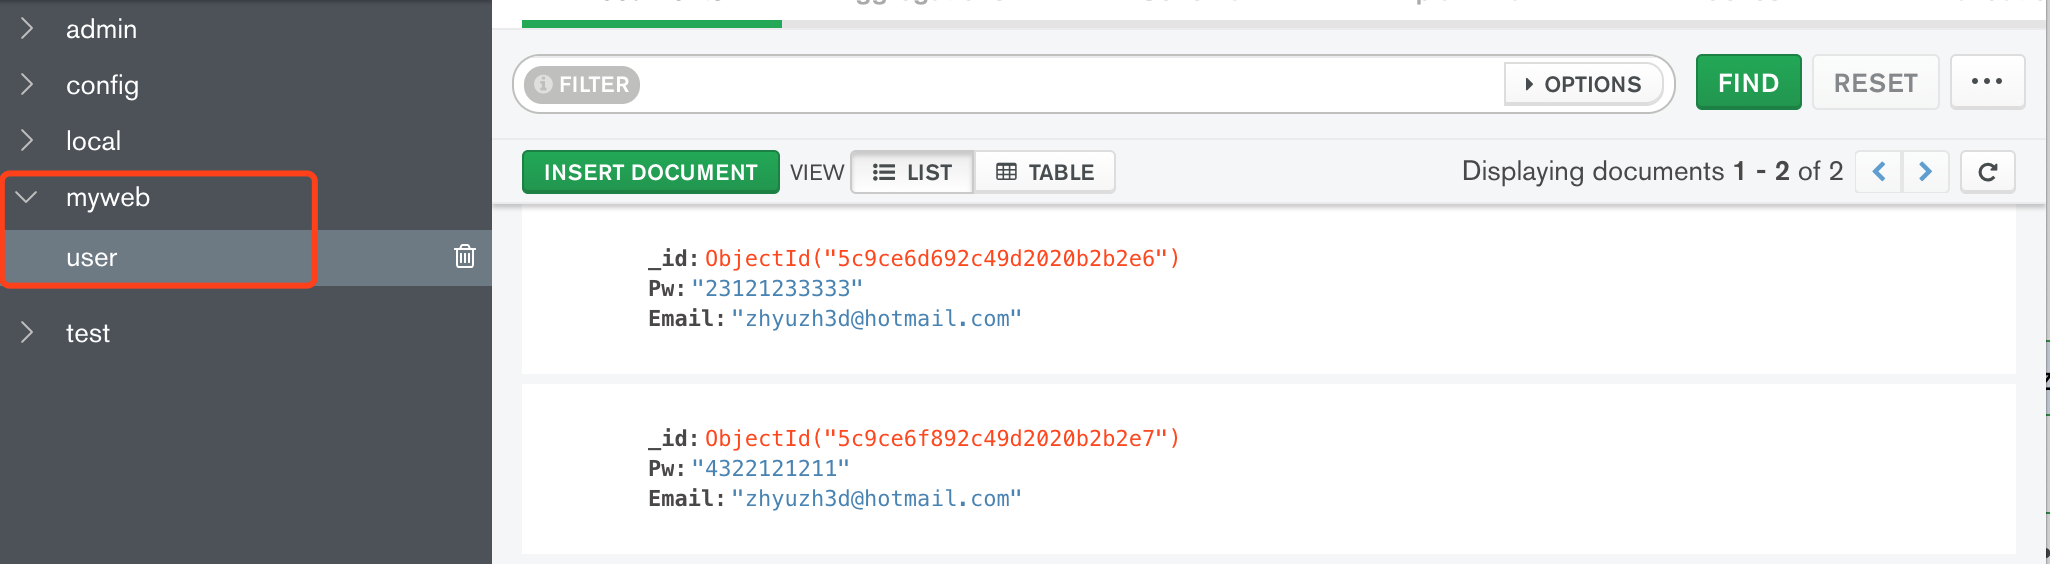 admin
config
local
myweb
user
test
FILTER
OPTIONS
FIND
RESET
INSERT DOCUMENT
VIEW
LIST
TABLE
Displaying documents 1 - 2 of 2
_id: ObjectId("5c9ce6d692c49d2020b2b2e6")
Pw: "23121233333"
Email: "zhyuzh3d@hotmail.com"
_id: ObjectId("5c9ce6f892c49d2020b2b2e7")
Pw: "4322121211"
Email: "zhyuzh3d@hotmail.com"